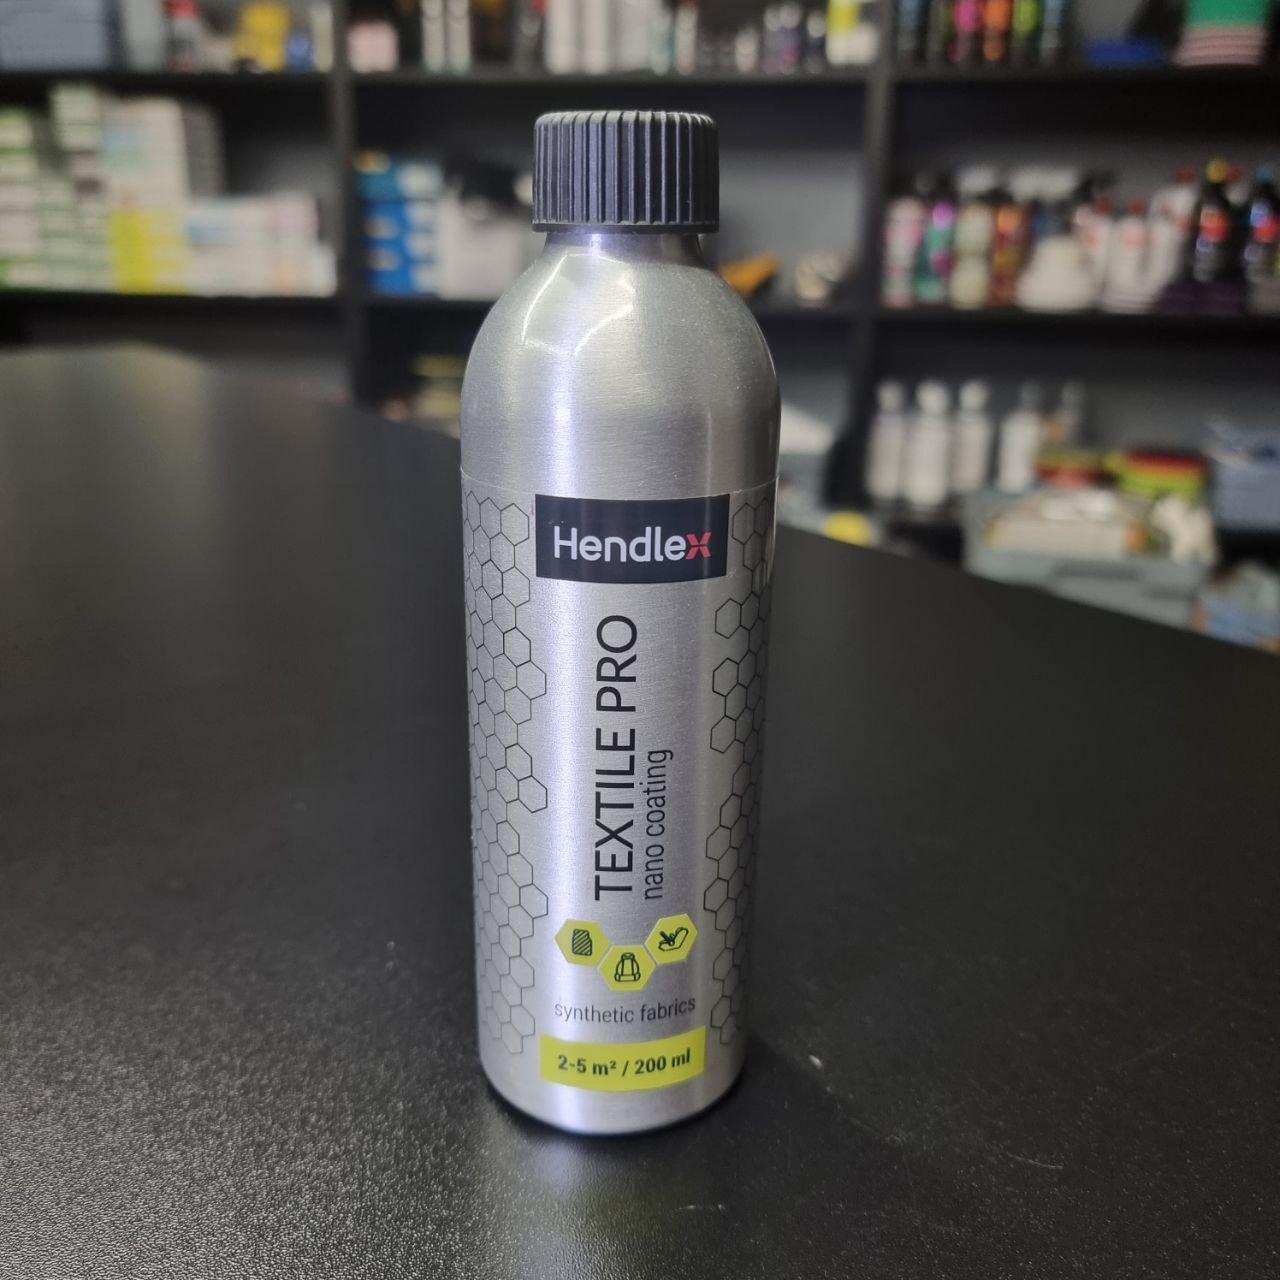 Hendlex
TEXTILE PRO
nano coating
synthetic fabrics
2-5 m² / 200 ml